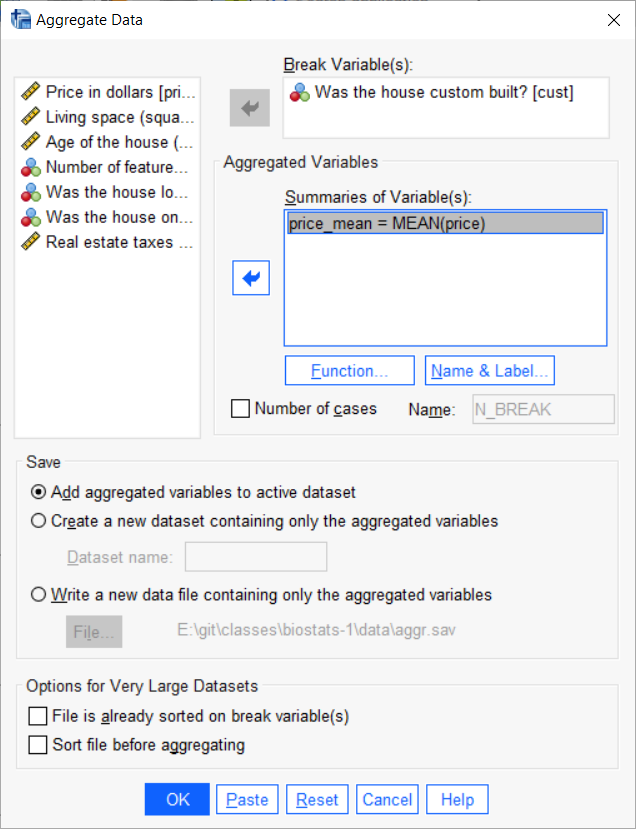 Aggregate Data
Break Variable(s):
Price in dollars [pri...
Living space (squa...
Age of the house (...
Number of feature...
Was the house lo...
Was the house on...
Real estate taxes ...
Was the house custom built? [cust]
Aggregated Variables
Summaries of Variable(s):
price_mean = MEAN(price)
Function...
Name & Label...
Number of cases
Name:
N_BREAK
Save
Add aggregated variables to active dataset
Create a new dataset containing only the aggregated variables
Dataset name:
Write a new data file containing only the aggregated variables
File...
E:\git\classes\biostats-1\data\aggr.sav
Options for Very Large Datasets
File is already sorted on break variable(s)
Sort file before aggregating
OK
Paste
Reset
Cancel
Help